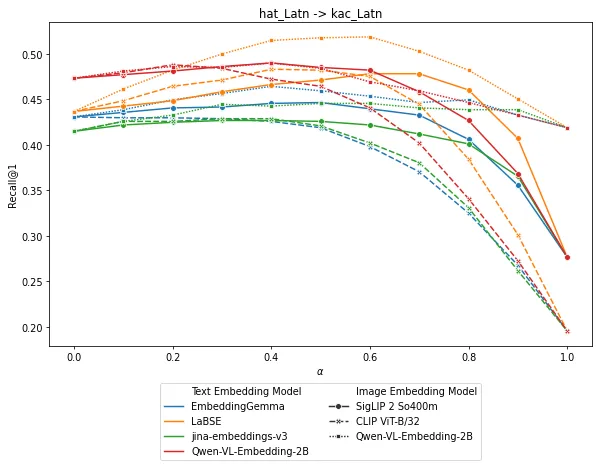 hat_Latn -> kac_Latn
Recall@1
0.50
0.45
0.40
0.35
0.30
0.25
0.20
0.0
0.2
0.4
0.6
0.8
1.0
α
Text Embedding Model
EmbeddingGemma
LaBSE
jina-embeddings-v3
Qwen-VL-Embedding-2B
Image Embedding Model
SigLIP 2 So400m
CLIP ViT-B/32
Qwen-VL-Embedding-2B